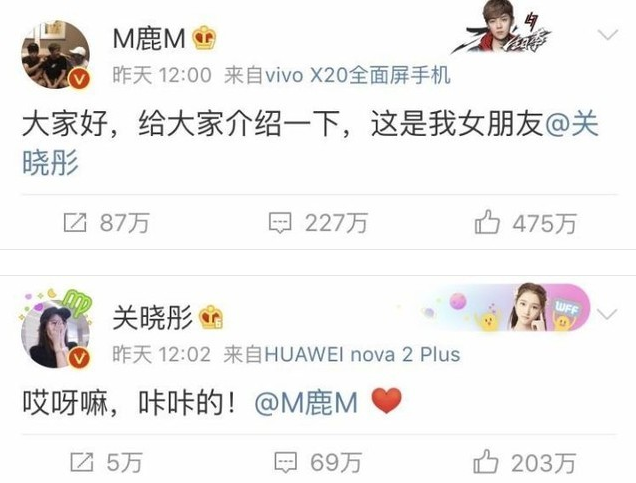 M鹿M
昨天 12:00 来自vivo X20全面屏手机
大家好，给大家介绍一下，这是我女朋友@关
晓彤
87万 227万 475万
关晓彤
WFF
昨天 12:02 来自HUAWEI nova 2 Plus
哎呀嘛，咔咔的！@M鹿M
5万 69万 203万